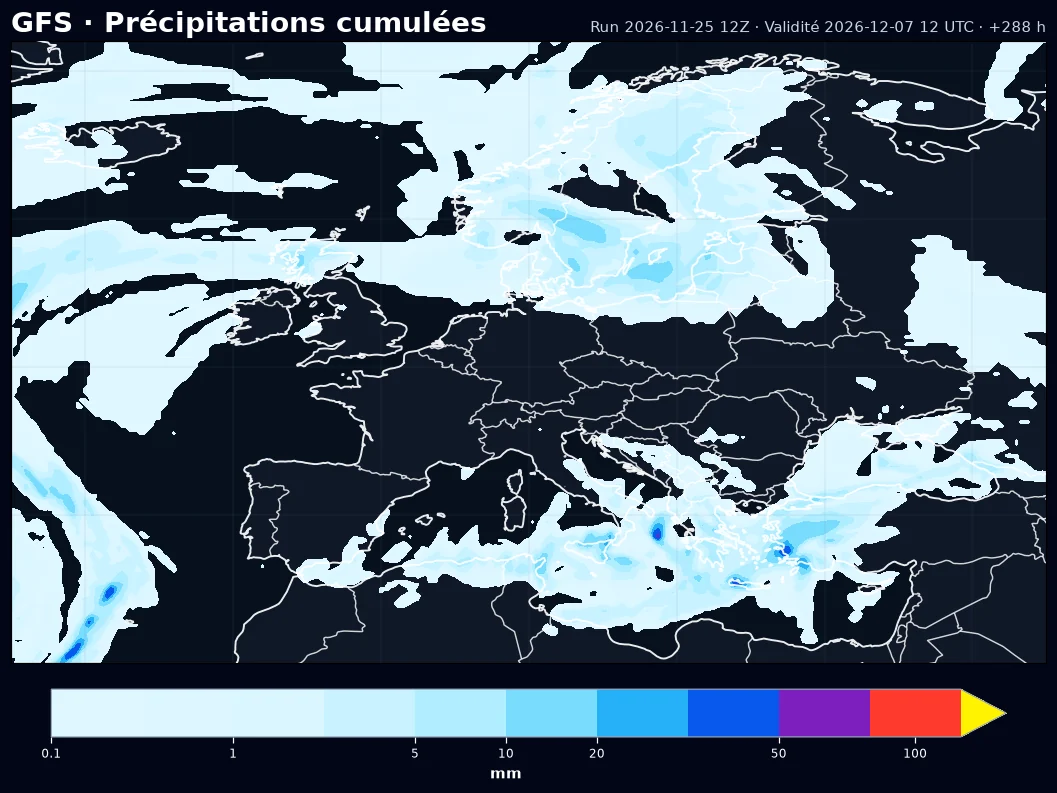 GFS · Précipitations cumulées
Run 2026-11-25 12Z · Validité 2026-12-07 12 UTC · +288 h
0.1 1 5 10 20 50 100
mm